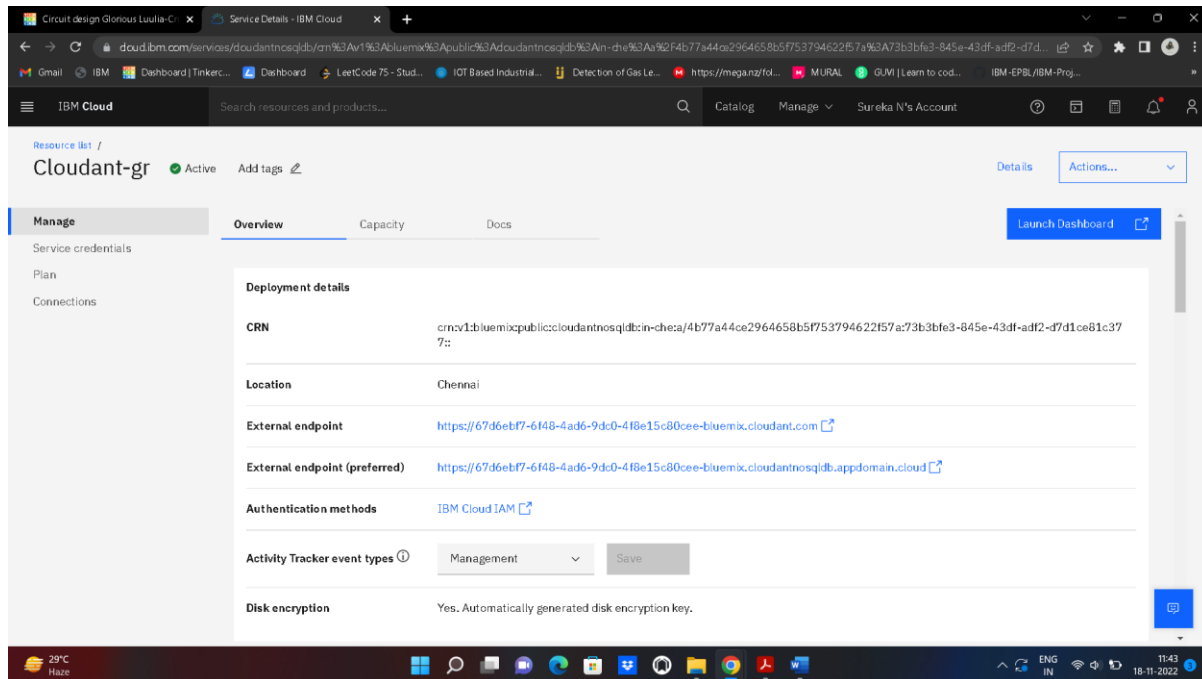 Circuit design Glorious Luulia-Cr
Service Details - IBM Cloud
cloud.ibm.com/services/cloudantnosqldb/crn%3Av1%3Abluemix%3Apublic%3Acloudantnosqldb%3Ain-che%3Aa%2F4b77a44ce2964658b5f753794622f57a%3A73b3bfe3-845e-43df-adf2-d7d...
Gmail IBM Dashboard | Tinkerc... Dashboard LeetCode 75 - Stud... IOT Based Industrial... Detection of Gas Le... https://mega.nz/fol... MURAL GUVI | Learn to cod... IBM-EPBL/IBM-Proj... »
IBM Cloud Search resources and products... Catalog Manage Sureka N's Account
Resource list /
Cloudant-gr Active Add tags Details Actions...
Manage
Service credentials
Plan
Connections
Overview Capacity Docs Launch Dashboard
Deployment details
CRN crn:v1:bluemix:public:cloudantnosqldb:in-che:a/4b77a44ce2964658b5f753794622f57a:73b3bfe3-845e-43df-adf2-d7d1ce81c37
7::
Location Chennai
External endpoint https://67d6ebf7-6f48-4ad6-9dc0-4f8e15c80cee-bluemix.cloudant.com
External endpoint (preferred) https://67d6ebf7-6f48-4ad6-9dc0-4f8e15c80cee-bluemix.cloudantnosqldb.appdomain.cloud
Authentication methods IBM Cloud IAM
Activity Tracker event types Management Save
Disk encryption Yes. Automatically generated disk encryption key.
29°C
Haze
ENG
IN
11:43
18-11-2022
3